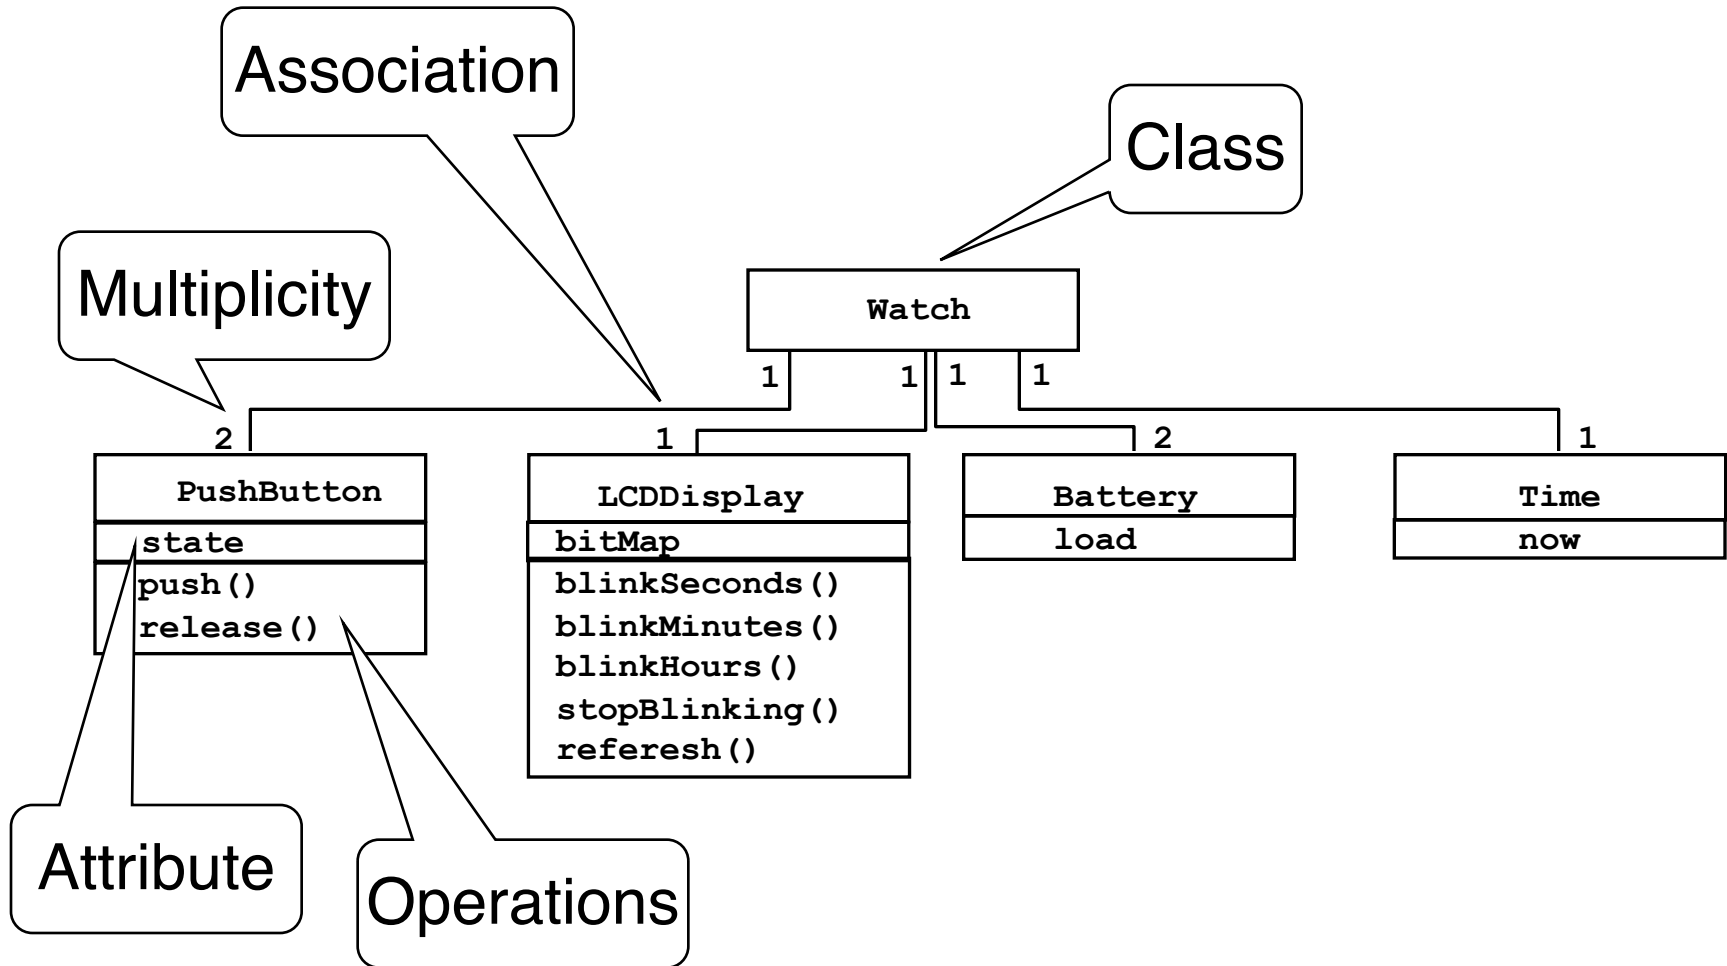 Association
Class
Multiplicity
Watch
1 1 1 1
2 1 2 1
PushButton
state
push()
release()
LCDDisplay
bitMap
blinkSeconds()
blinkMinutes()
blinkHours()
stopBlinking()
referesh()
Battery
load
Time
now
Attribute
Operations